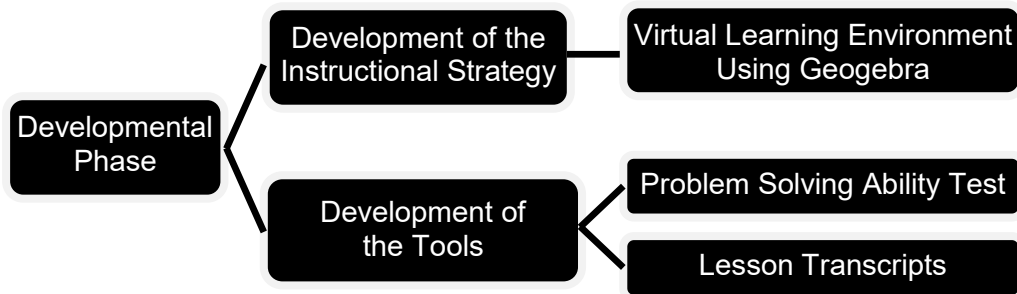 Developmental
Phase
Development of the
Instructional Strategy
Virtual Learning Environment
Using Geogebra
Development of
the Tools
Problem Solving Ability Test
Lesson Transcripts